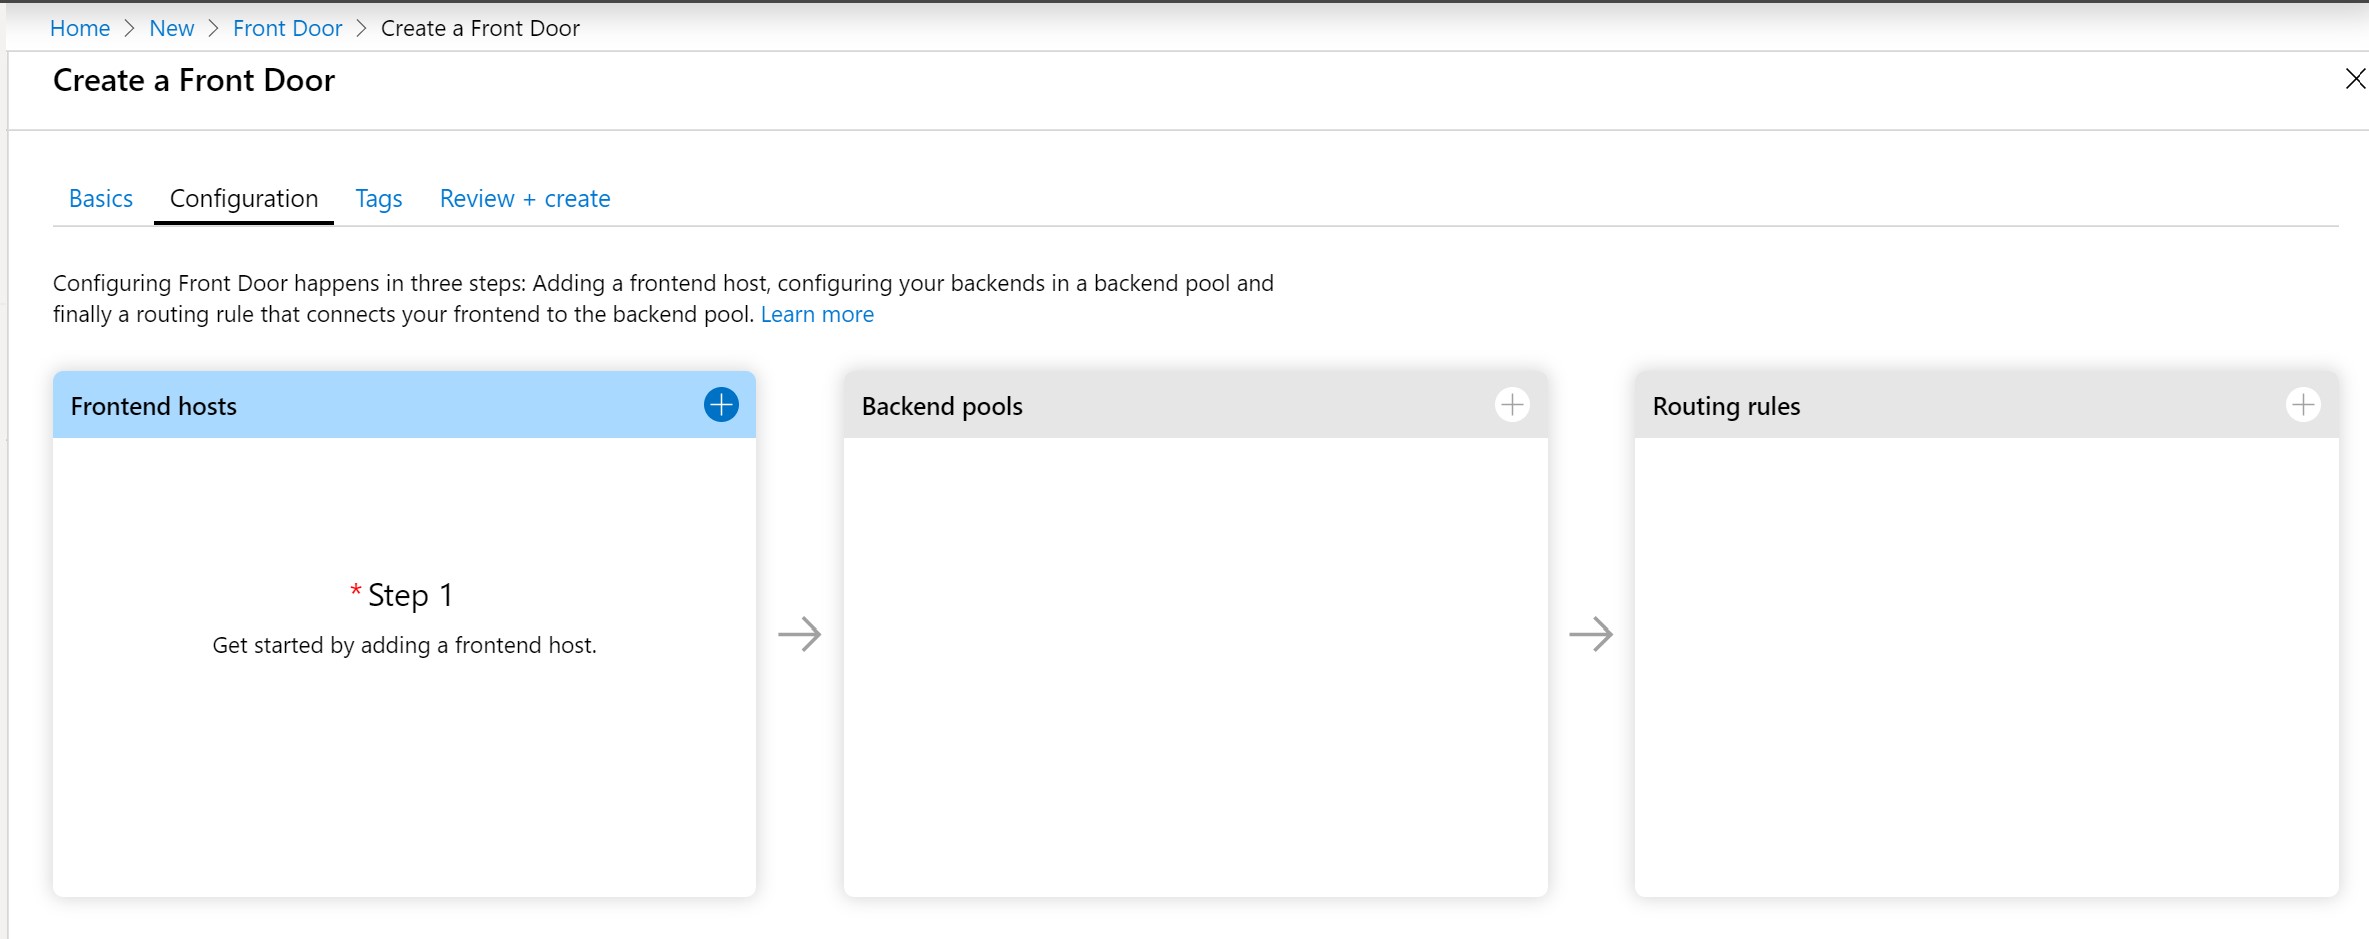 Home > New > Front Door > Create a Front Door
Create a Front Door
Basics Configuration Tags Review + create
Configuring Front Door happens in three steps: Adding a frontend host, configuring your backends in a backend pool and
finally a routing rule that connects your frontend to the backend pool. Learn more
Frontend hosts
* Step 1
Get started by adding a frontend host.
Backend pools
Routing rules